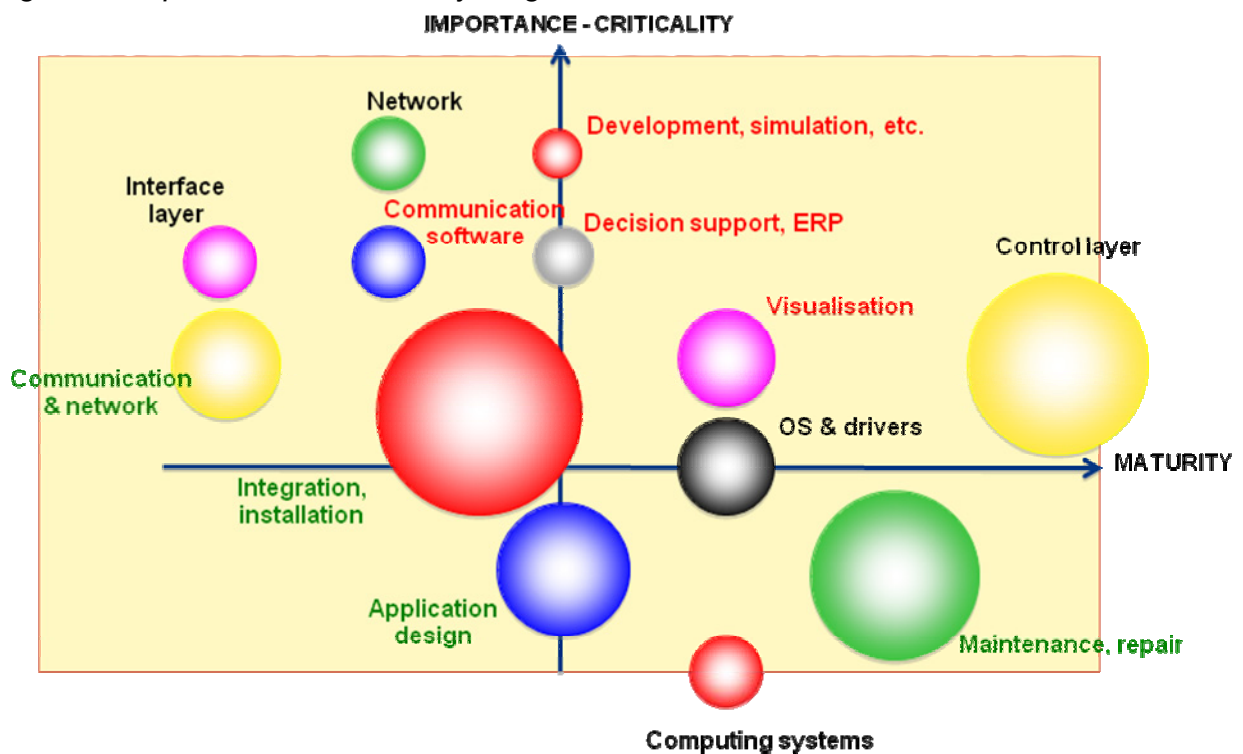 IMPORTANCE - CRITICALITY
Network
Development, simulation, etc.
Interface
layer
Communication
software
Decision support, ERP
Control layer
Visualisation
Communication
& network
OS & drivers
MATURITY
Integration,
installation
Application
design
Maintenance, repair
Computing systems